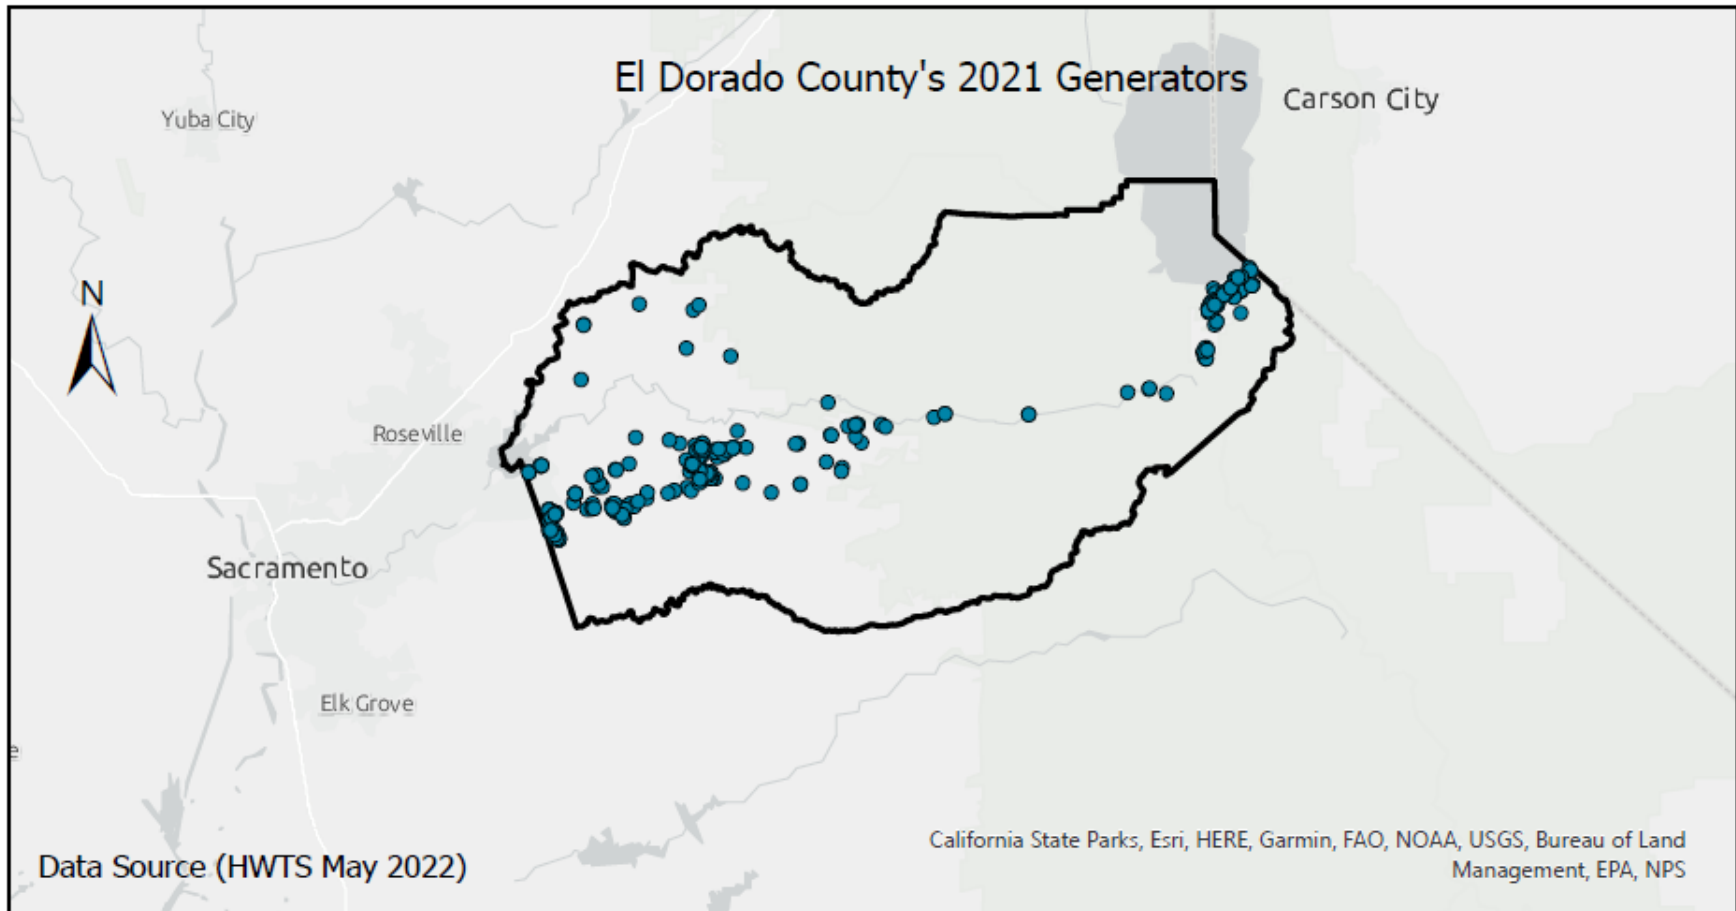 El Dorado County's 2021 Generators
Carson City
Yuba City
N
Roseville
Sacramento
Elk Grove
e
California State Parks, Esri, HERE, Garmin, FAO, NOAA, USGS, Bureau of Land
Management, EPA, NPS
Data Source (HWTS May 2022)